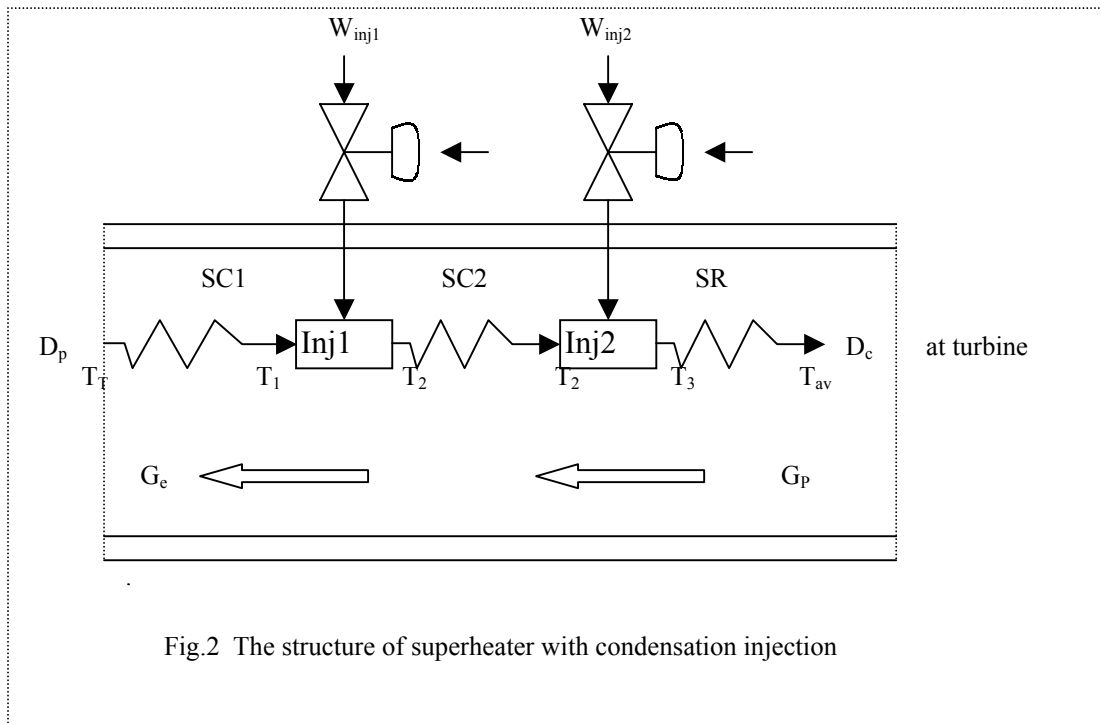 W_inj1 W_inj2
SC1 SC2 SR
D_p Inj1 Inj2 D_c at turbine
T_T T_1 T_2 T_2 T_3 T_av
G_e G_P
.
Fig.2 The structure of superheater with condensation injection